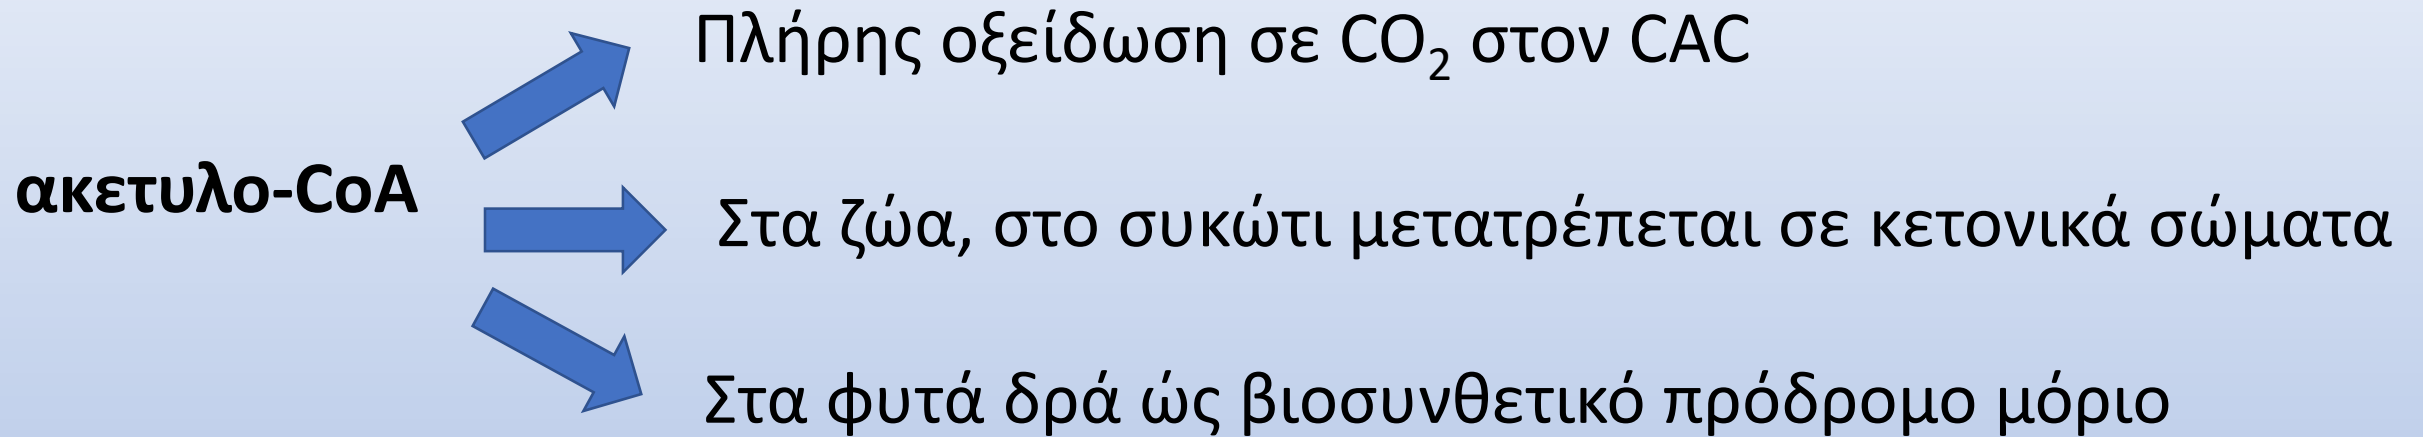 Πλήρης οξείδωση σε CO₂ στον CAC
ακετυλο-CoA
Στα ζώα, στο συκώτι μετατρέπεται σε κετονικά σώματα
Στα φυτά δρά ώς βιοσυνθετικό πρόδρομο μόριο